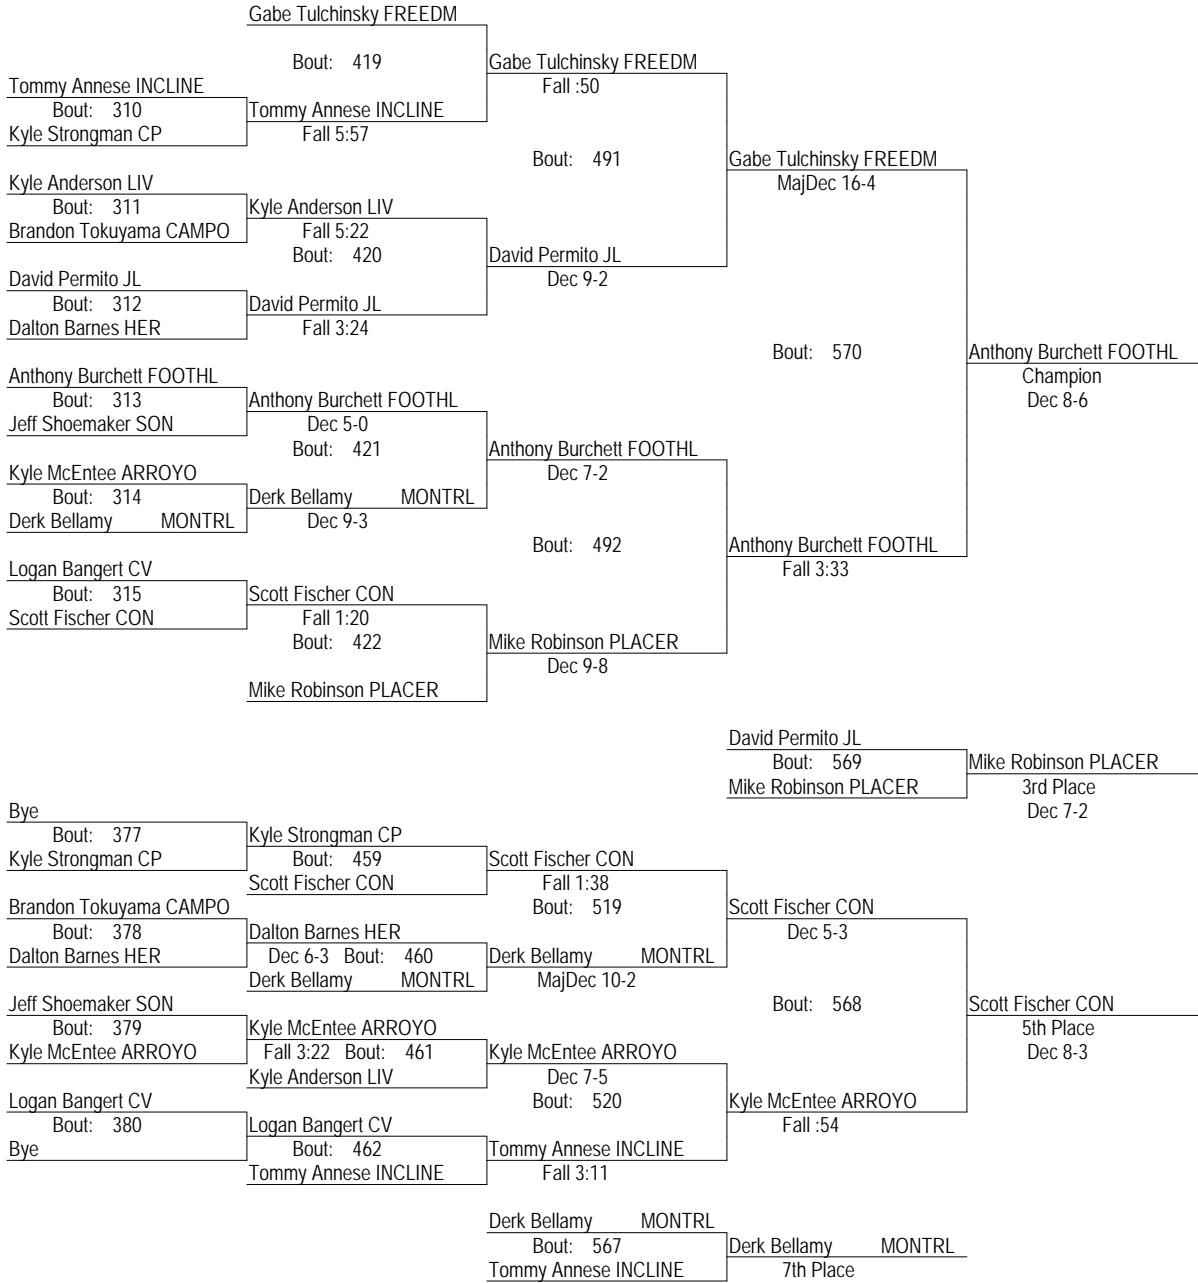 Gabe Tulchinsky FREEDM
Bout: 419
Gabe Tulchinsky FREEDM
Tommy Annese INCLINE
Fall :50
Bout: 310
Tommy Annese INCLINE
Kyle Strongman CP
Fall 5:57
Bout: 491
Gabe Tulchinsky FREEDM
Kyle Anderson LIV
MajDec 16-4
Bout: 311
Kyle Anderson LIV
Brandon Tokuyama CAMPO
Fall 5:22
Bout: 420
David Permito JL
David Permito JL
Dec 9-2
Bout: 312
David Permito JL
Dalton Barnes HER
Fall 3:24
Bout: 570
Anthony Burchett FOOTHL
Anthony Burchett FOOTHL
Champion
Bout: 313
Anthony Burchett FOOTHL
Dec 8-6
Jeff Shoemaker SON
Dec 5-0
Bout: 421
Anthony Burchett FOOTHL
Kyle McEntee ARROYO
Dec 7-2
Bout: 314
Derk Bellamy MONTRL
Derk Bellamy MONTRL
Dec 9-3
Bout: 492
Anthony Burchett FOOTHL
Logan Bangert CV
Fall 3:33
Bout: 315
Scott Fischer CON
Scott Fischer CON
Fall 1:20
Bout: 422
Mike Robinson PLACER
Dec 9-8
Mike Robinson PLACER
David Permito JL
Bout: 569
Mike Robinson PLACER
Mike Robinson PLACER
3rd Place
Bye
Dec 7-2
Bout: 377
Kyle Strongman CP
Kyle Strongman CP
Bout: 459
Scott Fischer CON
Scott Fischer CON
Fall 1:38
Brandon Tokuyama CAMPO
Bout: 519
Scott Fischer CON
Bout: 378
Dalton Barnes HER
Dec 5-3
Dalton Barnes HER
Dec 6-3 Bout: 460
Derk Bellamy MONTRL
Derk Bellamy MONTRL
MajDec 10-2
Jeff Shoemaker SON
Bout: 568
Scott Fischer CON
Bout: 379
Kyle McEntee ARROYO
5th Place
Kyle McEntee ARROYO
Fall 3:22 Bout: 461
Kyle McEntee ARROYO
Dec 8-3
Kyle Anderson LIV
Dec 7-5
Logan Bangert CV
Bout: 520
Kyle McEntee ARROYO
Bout: 380
Logan Bangert CV
Fall :54
Bye
Bout: 462
Tommy Annese INCLINE
Tommy Annese INCLINE
Fall 3:11
Derk Bellamy MONTRL
Bout: 567
Derk Bellamy MONTRL
Tommy Annese INCLINE
7th Place